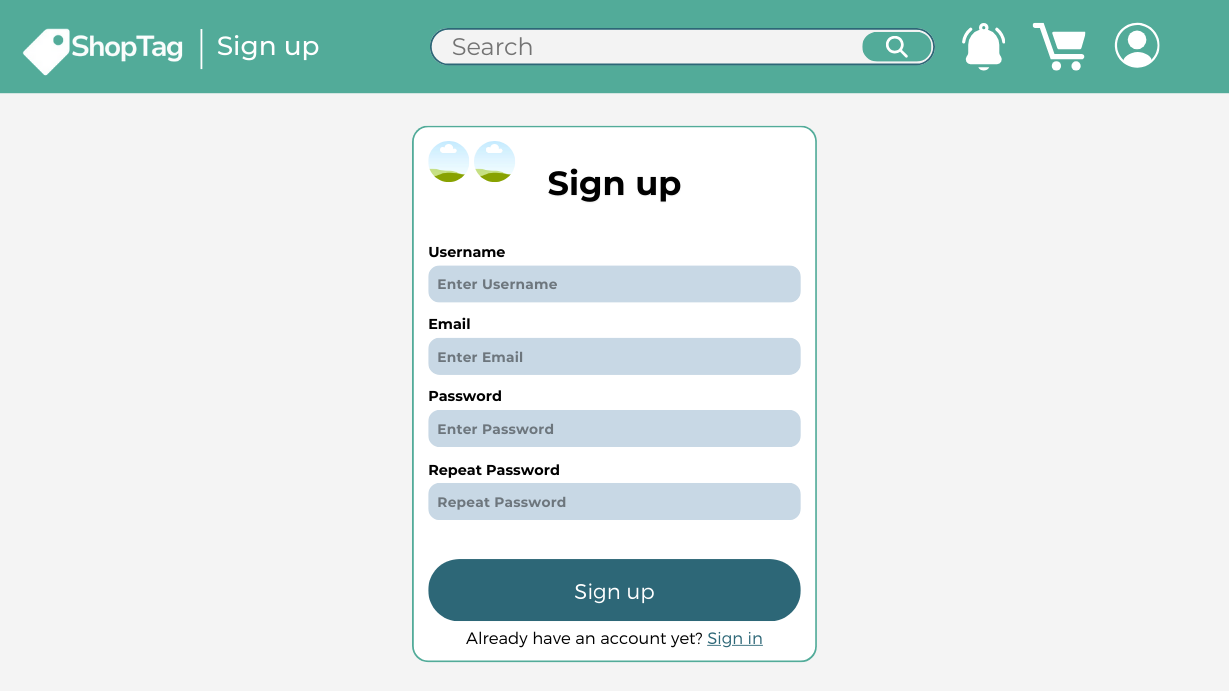 ShopTag
Sign up
Search
Sign up
Username
Enter Username
Email
Enter Email
Password
Enter Password
Repeat Password
Repeat Password
Sign up
Already have an account yet? Sign in